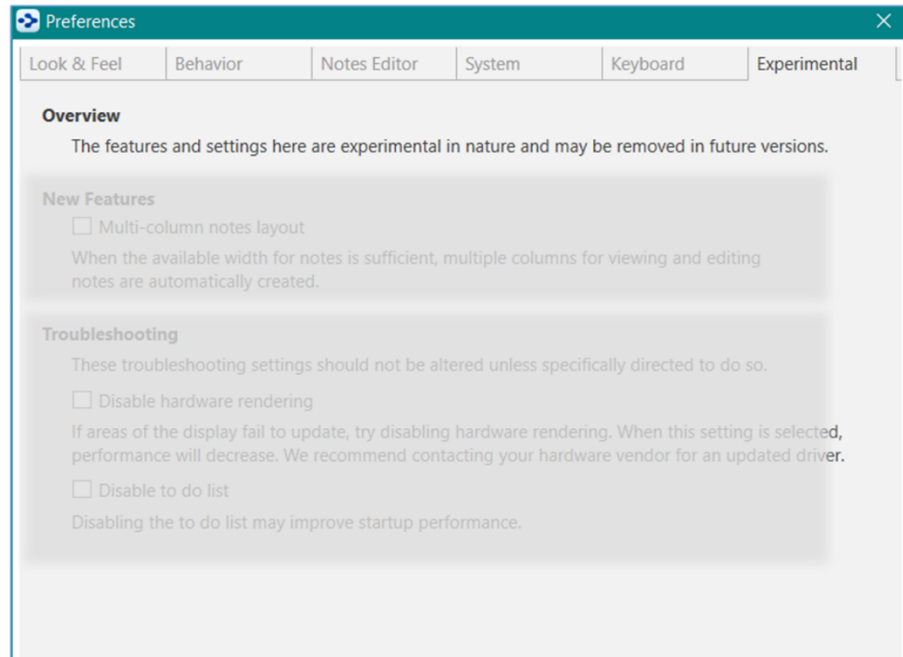 Preferences
Look & Feel
Behavior
Notes Editor
System
Keyboard
Experimental
Overview
The features and settings here are experimental in nature and may be removed in future versions.
New Features
Multi-column notes layout
When the available width for notes is sufficient, multiple columns for viewing and editing
notes are automatically created.
Troubleshooting
These troubleshooting settings should not be altered unless specifically directed to do so.
Disable hardware rendering
If areas of the display fail to update, try disabling hardware rendering. When this setting is selected,
performance will decrease. We recommend contacting your hardware vendor for an updated driver.
Disable to do list
Disabling the to do list may improve startup performance.